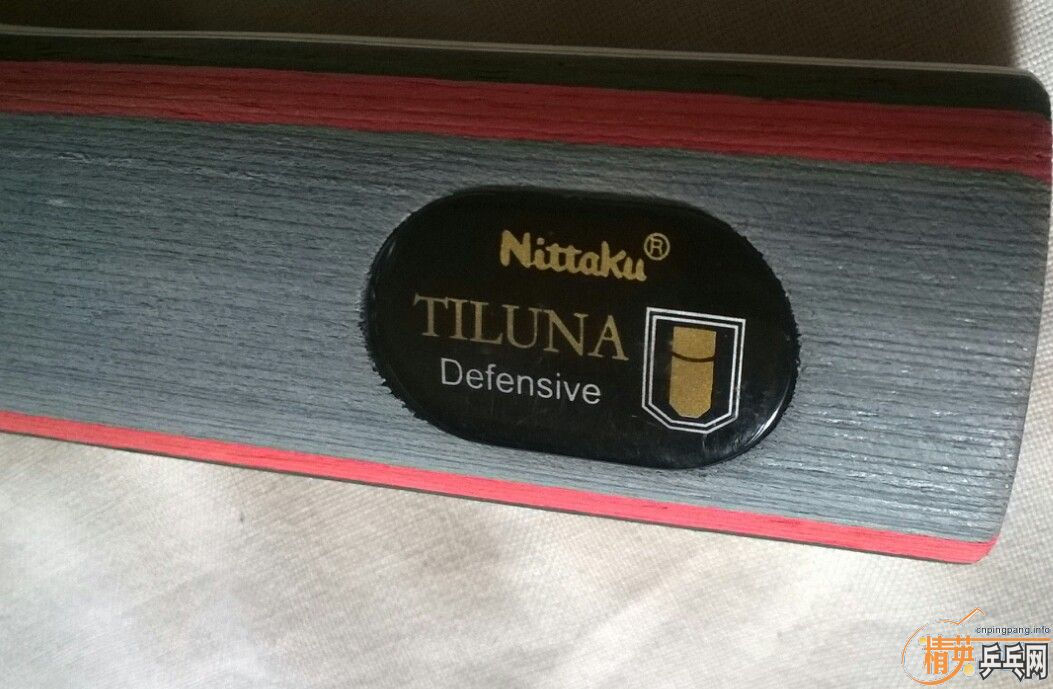 Nittaku®
TILUNA
Defensive
cnpingpang.info
精英乒乓网